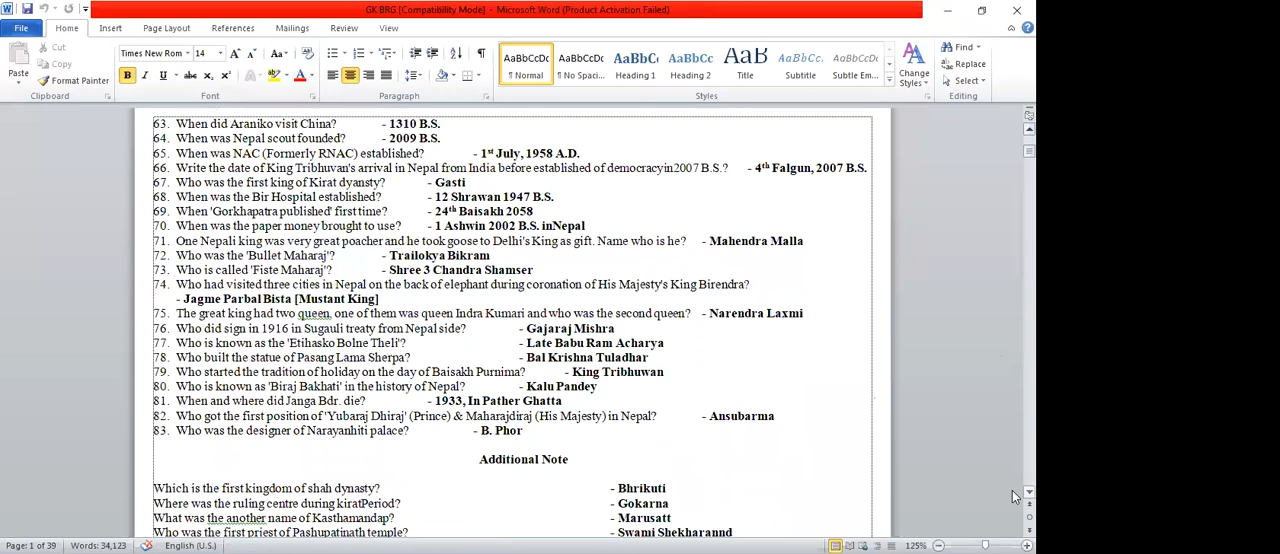 GK BRG [Compatibility Mode] - Microsoft Word (Product Activation Failed)
File Home Insert Page Layout References Mailings Review View
Paste Cut Copy Format Painter Clipboard
Times New Rom 14 Font
Paragraph
AaBbCcDc AaBbCcDc AaBbC AaBbCc AaB AaBbCc. AaBbCcDc
¶ Normal ¶ No Spaci... Heading 1 Heading 2 Title Subtitle Subtle Em...
Styles
Change Styles
Find Replace Select Editing
63. When did Araniko visit China? - 1310 B.S.
64. When was Nepal scout founded? - 2009 B.S.
65. When was NAC (Formerly RNAC) established? - 1st July, 1958 A.D.
66. Write the date of King Tribhuvan's arrival in Nepal from India before established of democracyin2007 B.S.? - 4th Falgun, 2007 B.S.
67. Who was the first king of Kirat dyansty? - Gasti
68. When was the Bir Hospital established? - 12 Shrawan 1947 B.S.
69. When 'Gorkhapatra published' first time? - 24th Baisakh 2058
70. When was the paper money brought to use? - 1 Ashwin 2002 B.S. inNepal
71. One Nepali king was very great poacher and he took goose to Delhi's King as gift. Name who is he? - Mahendra Malla
72. Who was the 'Bullet Maharaj'? - Trailokya Bikram
73. Who is called 'Fiste Maharaj'? - Shree 3 Chandra Shamser
74. Who had visited three cities in Nepal on the back of elephant during coronation of His Majesty's King Birendra?
- Jagme Parbal Bista [Mustant King]
75. The great king had two queen, one of them was queen Indra Kumari and who was the second queen? - Narendra Laxmi
76. Who did sign in 1916 in Sugauli treaty from Nepal side? - Gajaraj Mishra
77. Who is known as the 'Etihasko Bolne Theli'? - Late Babu Ram Acharya
78. Who built the statue of Pasang Lama Sherpa? - Bal Krishna Tuladhar
79. Who started the tradition of holiday on the day of Baisakh Purnima? - King Tribhuwan
80. Who is known as 'Biraj Bakhati' in the history of Nepal? - Kalu Pandey
81. When and where did Janga Bdr. die? - 1933, In Pather Ghatta
82. Who got the first position of 'Yubaraj Dhiraj' (Prince) & Maharajdiraj (His Majesty) in Nepal? - Ansubarma
83. Who was the designer of Narayanhiti palace? - B. Phor
Additional Note
Which is the first kingdom of shah dynasty? - Bhrikuti
Where was the ruling centre during kiratPeriod? - Gokarna
What was the another name of Kasthamandap? - Marusatt
Who was the first priest of Pashupatinath temple? - Swami Shekharannd
Page: 1 of 39 Words: 34,123 English (U.S.) 125%